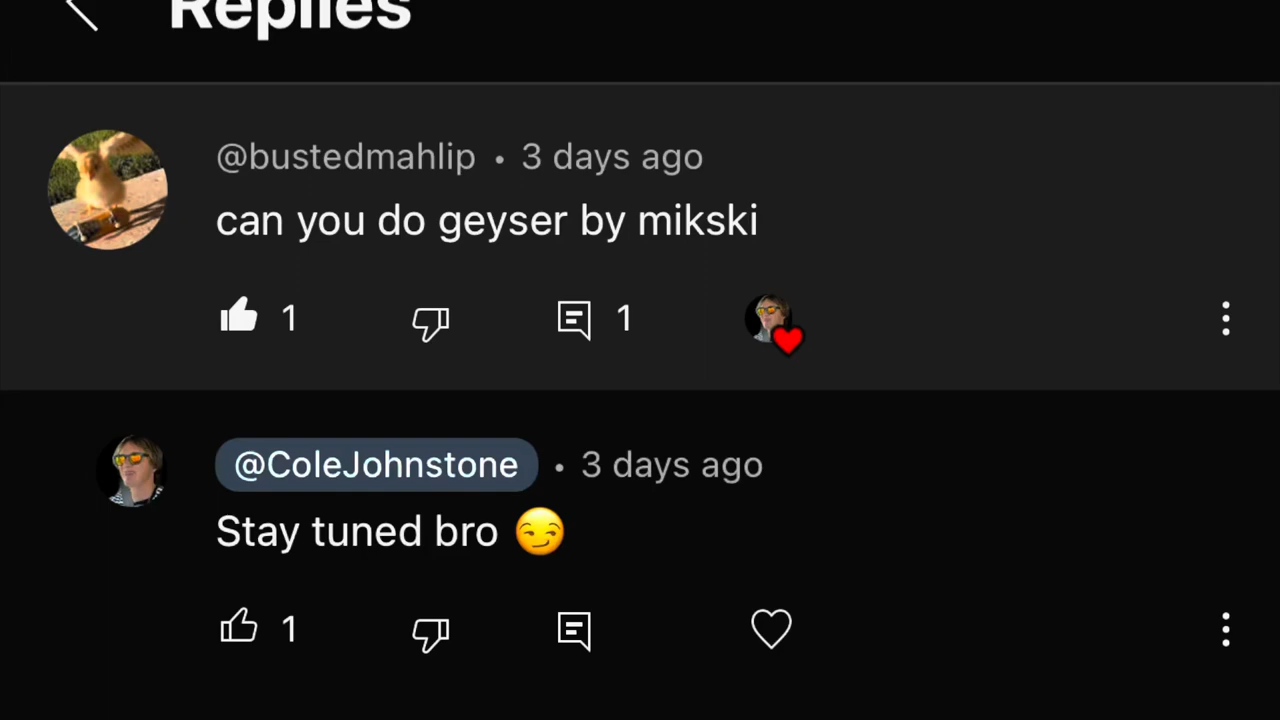 Replies
@bustedmahlip • 3 days ago
can you do geyser by mikski
1 1
@ColeJohnstone • 3 days ago
Stay tuned bro 😏
1